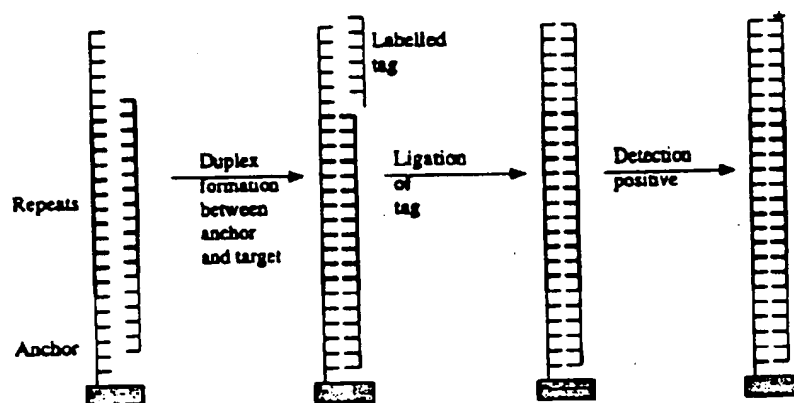 Labelled
tag
Duplex
formation
between
anchor
and target
Ligation
of
tag
Detection
positive
Repeats
Anchor